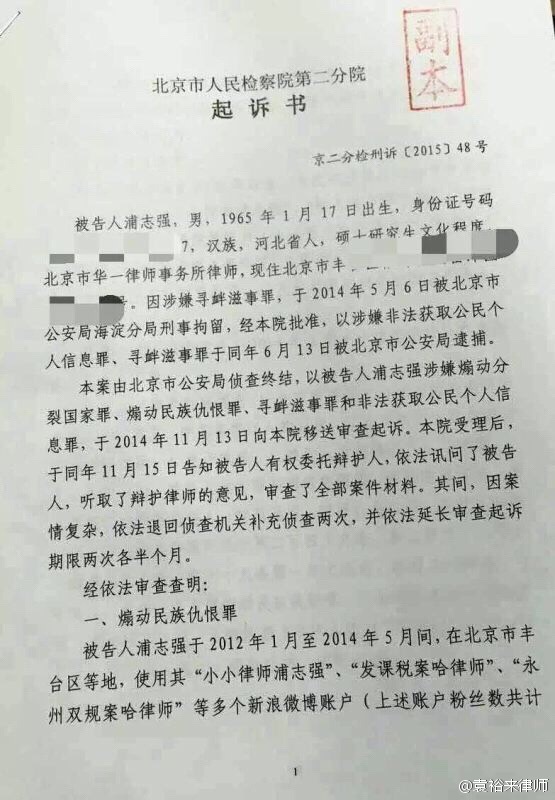 副本
北京市人民检察院第二分院
起诉书
京二分检刑诉〔2015〕48号
被告人浦志强，男，1965年1月17日出生，身份证号码
7，汉族，河北省人，硕士研究生文化程度，
北京市华一律师事务所律师，现住北京市丰
号。因涉嫌寻衅滋事罪，于2014年5月6日被北京市
公安局海淀分局刑事拘留，经本院批准，以涉嫌非法获取公民个
人信息罪、寻衅滋事罪于同年6月13日被北京市公安局逮捕。
本案由北京市公安局侦查终结，以被告人浦志强涉嫌煽动分
裂国家罪、煽动民族仇恨罪、寻衅滋事罪和非法获取公民个人信
息罪，于2014年11月13日向本院移送审查起诉。本院受理后，
于同年11月15日告知被告人有权委托辩护人，依法讯问了被告
人，听取了辩护律师的意见，审查了全部案件材料。其间，因案
情复杂，依法退回侦查机关补充侦查两次，并依法延长审查起诉
期限两次各半个月。
经依法审查查明：
一、煽动民族仇恨罪
被告人浦志强于2012年1月至2014年5月间，在北京市丰
台区等地，使用其“小小律师浦志强”、“发课税案哈律师”、“永
州双规案哈律师”等多个新浪微博账户（上述账户粉丝数共计
1
@袁裕来律师